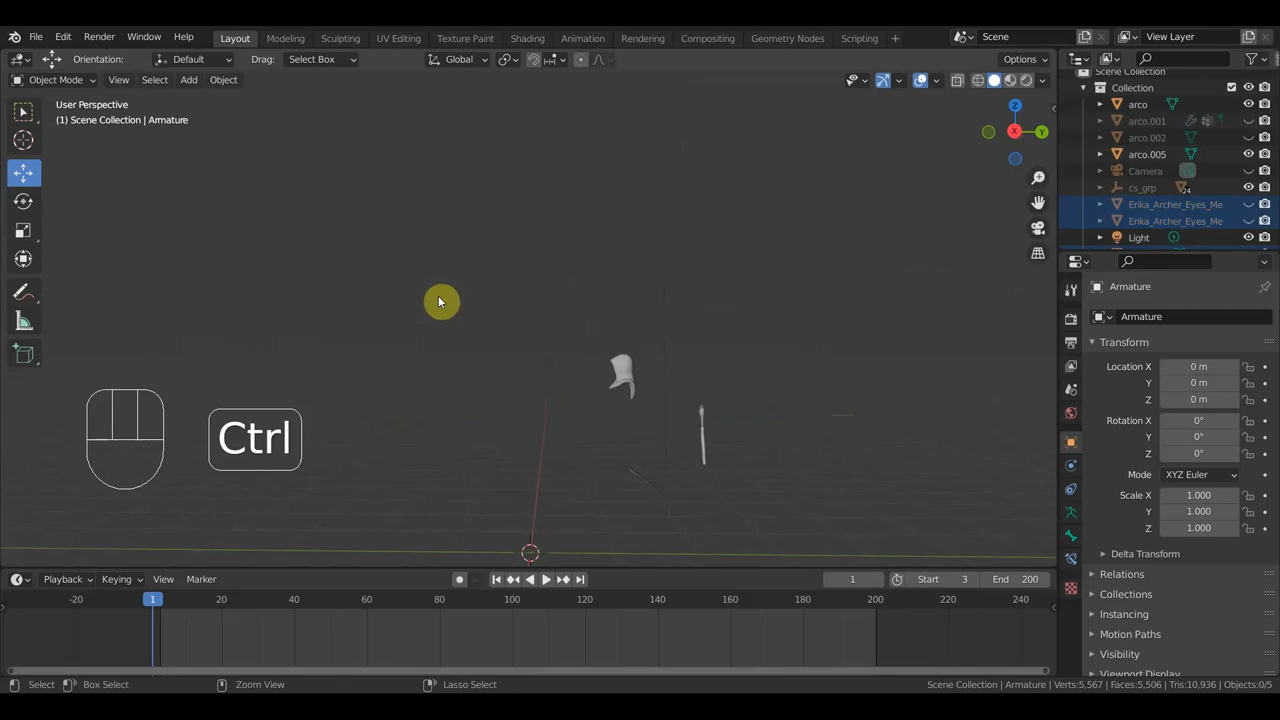 File Edit Render Window Help Layout Modeling Sculpting UV Editing Texture Paint Shading Animation Rendering Compositing Geometry Nodes Scripting + Scene View Layer
Orientation: Default Drag: Select Box Global Options
Object Mode View Select Add Object
Scene Collection
Collection
User Perspective
(1) Scene Collection | Armature
Z
X
Y
arco
arco.001
arco.002
arco.005
Camera
cs_grp 24
Erika_Archer_Eyes_Me
Erika_Archer_Eyes_Me
Light
Armature
Armature
Transform
Location X 0 m
Y 0 m
Z 0 m
Rotation X 0°
Y 0°
Z 0°
Mode XYZ Euler
Scale X 1.000
Y 1.000
Z 1.000
Delta Transform
Relations
Collections
Instancing
Motion Paths
Visibility
Viewport Display
Ctrl
Playback Keying View Marker 1 Start 3 End 200
-20 1 20 40 60 80 100 120 140 160 180 200 220 240
Select Box Select Zoom View Lasso Select Scene Collection | Armature | Verts:5,567 | Faces:5,506 | Tris:10,936 | Objects:0/5